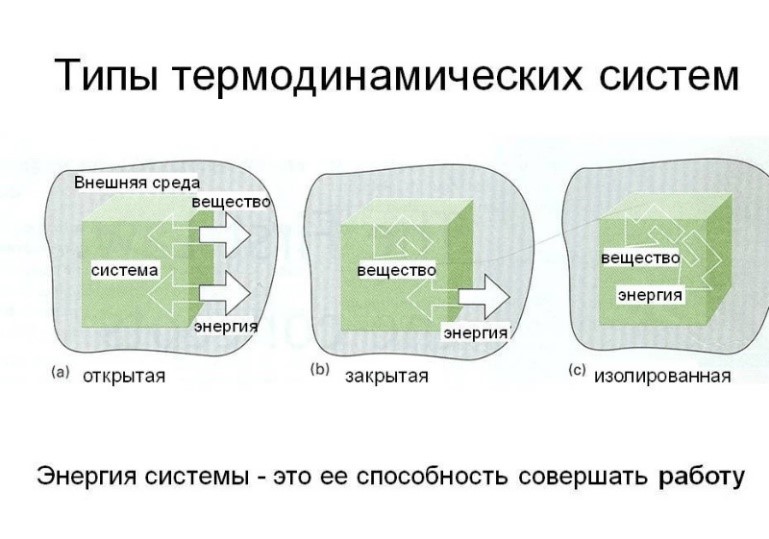 Типы термодинамических систем
Внешняя среда
вещество
система
энергия
(a) открытая
вещество
энергия
(b) закрытая
вещество
энергия
(c) изолированная
Энергия системы - это ее способность совершать работу